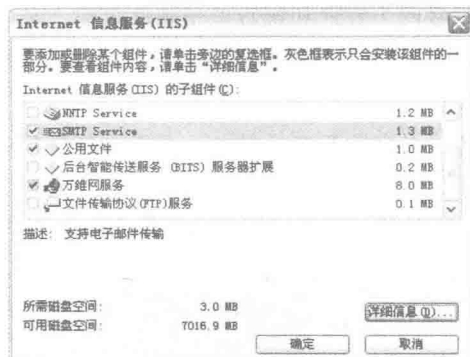 Internet 信息服务(IIS)
要添加或删除某个组件，请单击旁边的复选框。灰色框表示只会安装该组件的一
部分。要查看组件内容，请单击“详细信息”。
Internet 信息服务(IIS) 的子组件(C):
NNTP Service 1.2 MB
SMTP Service 1.3 MB
公用文件 1.0 MB
后台智能传送服务 (BITS) 服务器扩展 0.2 MB
万维网服务 8.0 MB
文件传输协议(FTP)服务 0.1 MB
描述: 支持电子邮件传输
所需磁盘空间: 3.0 MB
详细信息(D)...
可用磁盘空间: 7016.9 MB
确定 取消